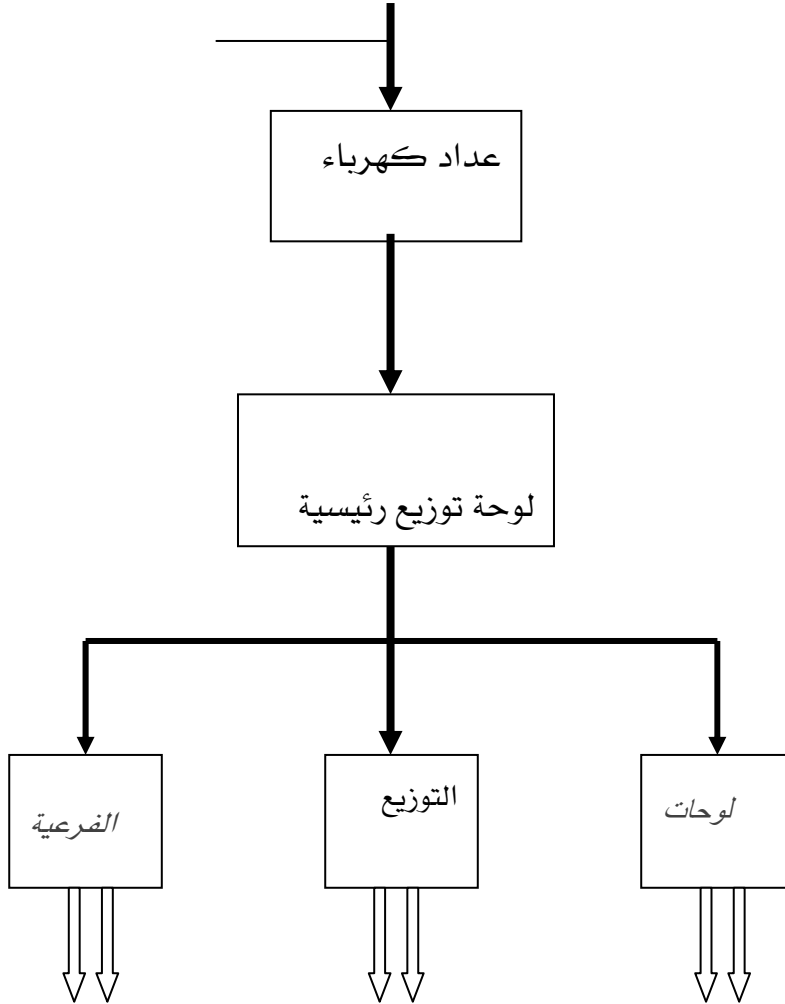 عداد كهرباء
لوحة توزيع رئيسية
لوحات
التوزيع
الفرعية